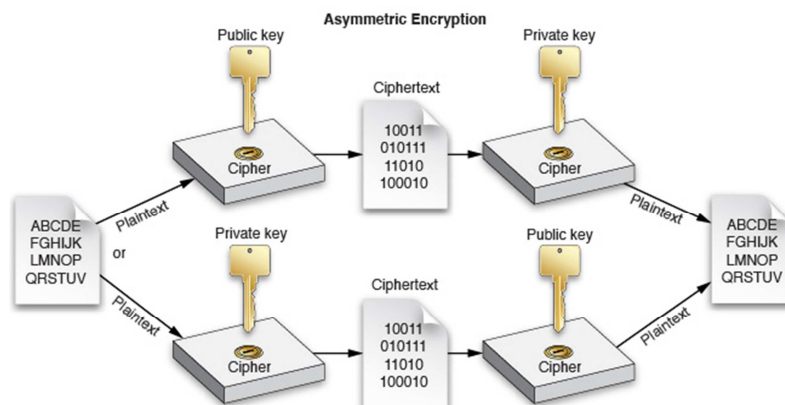 Asymmetric Encryption
Public key
Private key
Ciphertext
10011
010111
11010
100010
Cipher
Cipher
ABCDE
FGHIJK
LMNOP
QRSTUV
Plaintext
or
Plaintext
Plaintext
Plaintext
ABCDE
FGHIJK
LMNOP
QRSTUV
Private key
Public key
Ciphertext
10011
010111
11010
100010
Cipher
Cipher